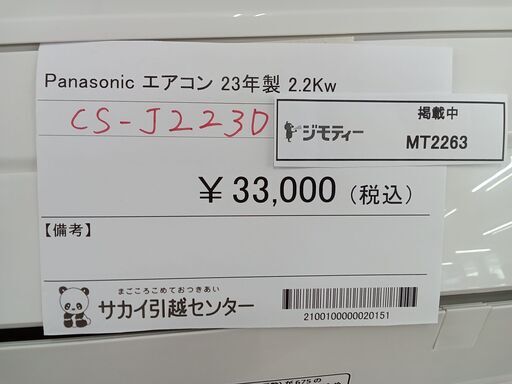 Panasonic エアコン 23年製 2.2Kw
CS-J223D
ジモティー
掲載中
MT2263
¥ 33,000（税込）
【備考】
まごころこめておつきあい
サカイ引越センター
2100100000020151